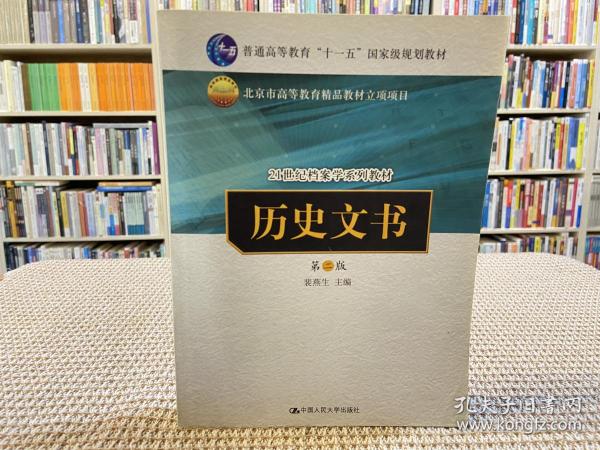 十一五
普通高等教育“十一五”国家级规划教材
北京市高等教育精品教材立项项目
21世纪档案学系列教材
历史文书
第二版
裴燕生 主编
中国人民大学出版社
孔夫子旧书网
kongfz.com